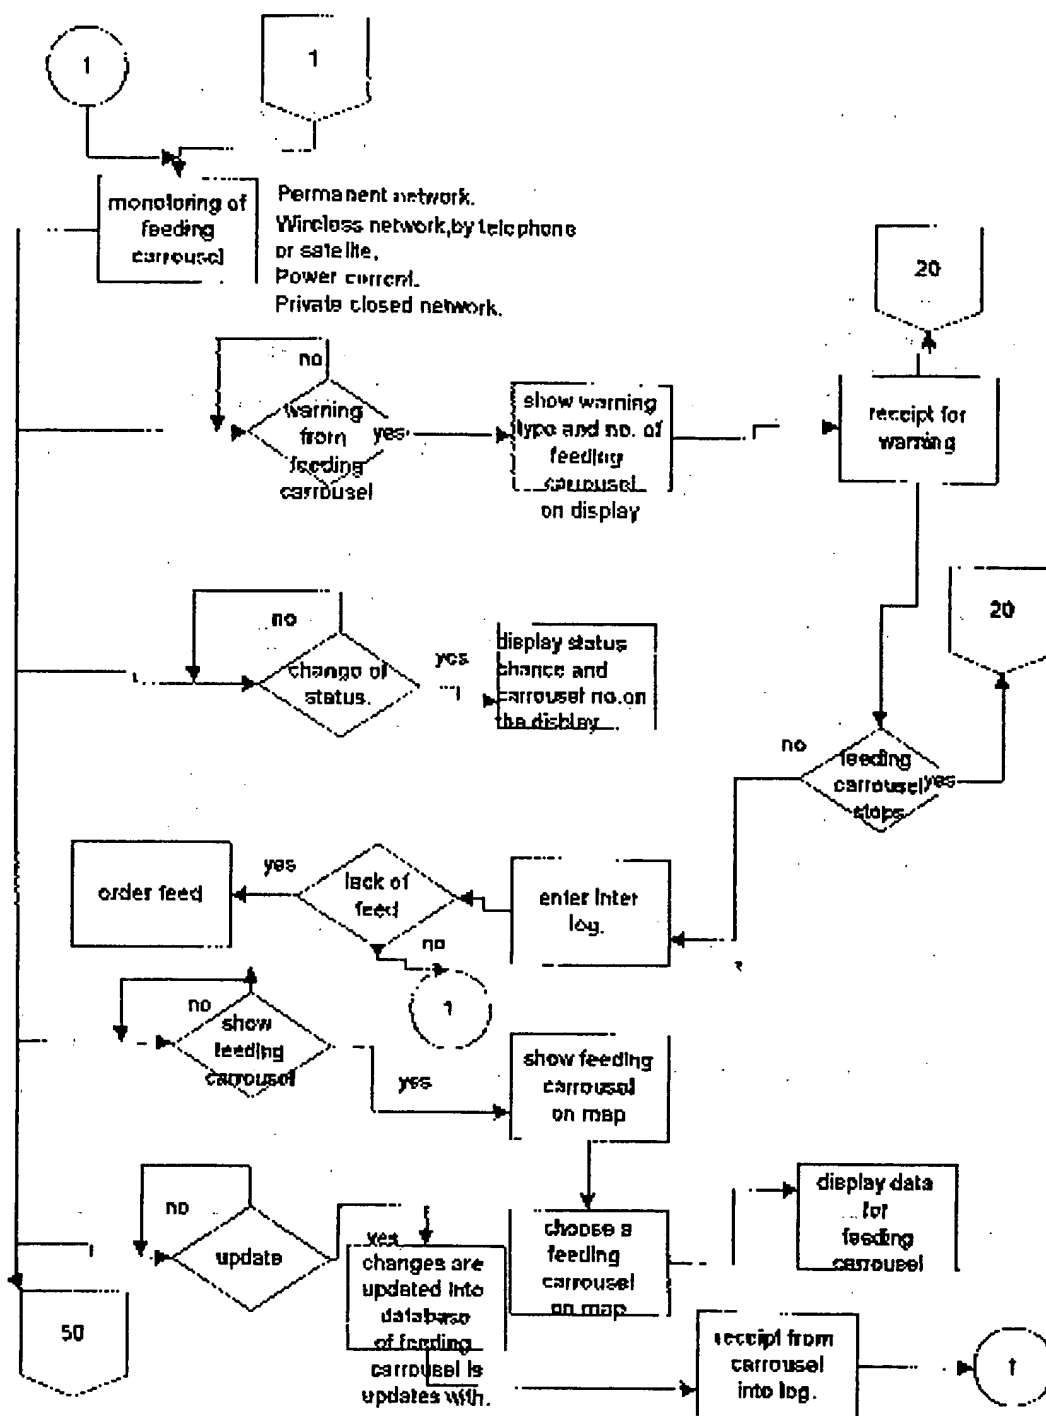 1
1
monotoring of
feeding
carrousel
Permanent network.
Wireless network,by telephone
or satelite,
Power current.
Private closed network.
20
no
warning
from
feeding
carrousel
yes
show warning
type and no. of
feeding
carrousel
on display
receipt for
warning
20
no
change of
status.
yes
display status
chance and
carrousel no.on
the display
no
feeding
carrousel
stops
yes
order feed
yes
lack of
feed
no
enter Inter
log.
1
no
show
feeding
carrousel
yes
show feeding
carrousel
on map
no
update
yes
changes are
updated into
database
of feeding
carrousel is
updates with.
choose a
feeding
carrousel
on map
display data
for
feeding
carrousel
50
receipt from
carrousel
into log.
1